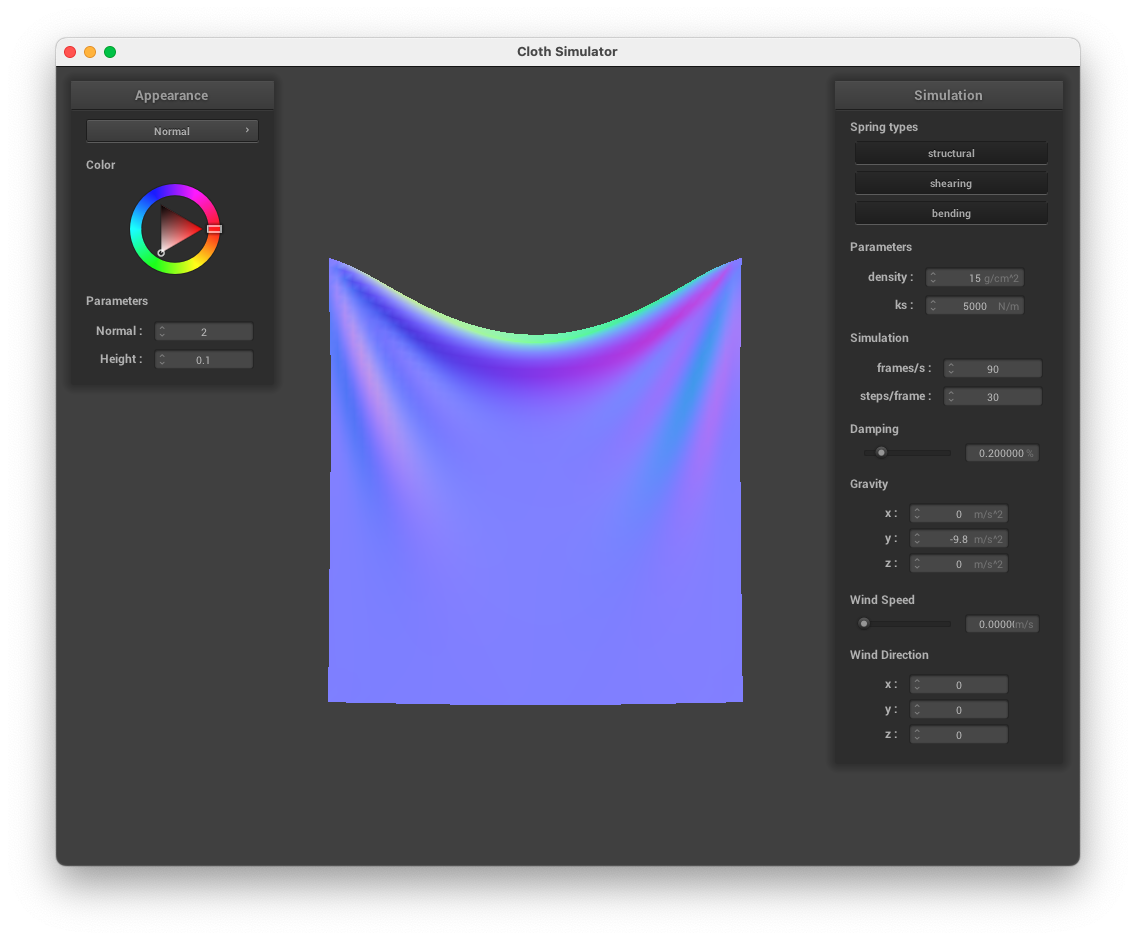 Cloth Simulator
Appearance
Normal
Color
Parameters
Normal : 2
Height : 0.1
Simulation
Spring types
structural
shearing
bending
Parameters
density : 15 g/cm^2
ks : 5000 N/m
Simulation
frames/s : 90
steps/frame : 30
Damping
0.200000 %
Gravity
x : 0 m/s^2
y : -9.8 m/s^2
z : 0 m/s^2
Wind Speed
0.0000 m/s
Wind Direction
x : 0
y : 0
z : 0